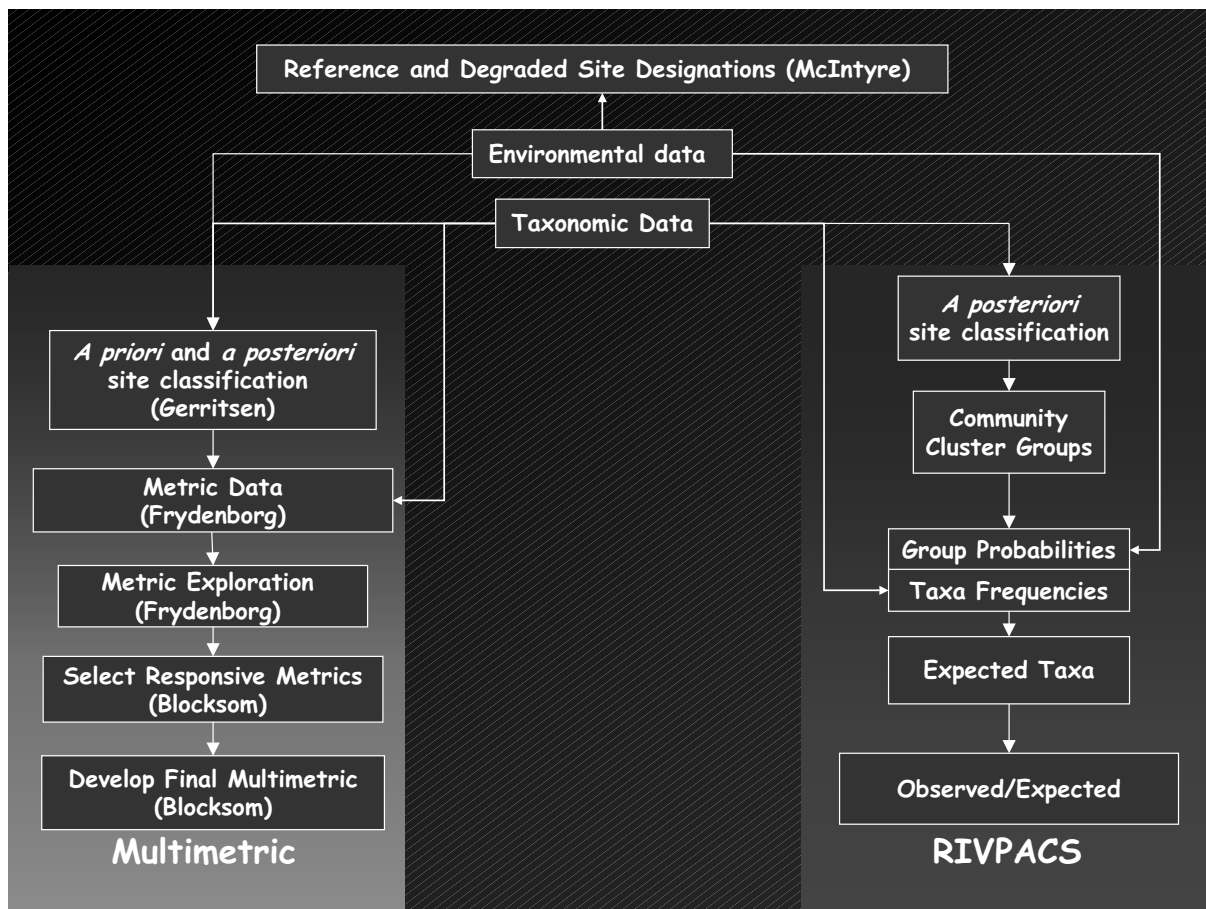 Reference and Degraded Site Designations (McIntyre)
Environmental data
Taxonomic Data
A priori and a posteriori
site classification
(Gerritsen)
Metric Data
(Frydenborg)
Metric Exploration
(Frydenborg)
Select Responsive Metrics
(Blocksom)
Develop Final Multimetric
(Blocksom)
Multimetric
A posteriori
site classification
Community
Cluster Groups
Group Probabilities
Taxa Frequencies
Expected Taxa
Observed/Expected
RIVPACS